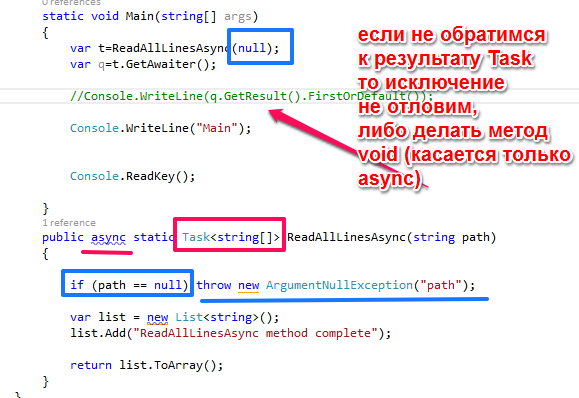 0 references
static void Main(string[] args)
{
var t=ReadAllLinesAsync(null);
var q=t.GetAwaiter();
//Console.WriteLine(q.GetResult().FirstOrDefault());
Console.WriteLine("Main");
Console.ReadKey();
}
если не обратимся
к результату Task
то исключение
не отловим,
либо делать метод
void (касается только
async)
1 reference
public async static Task<string[]> ReadAllLinesAsync(string path)
{
if (path == null) throw new ArgumentNullException("path");
var list = new List<string>();
list.Add("ReadAllLinesAsync method complete");
return list.ToArray();
}
}